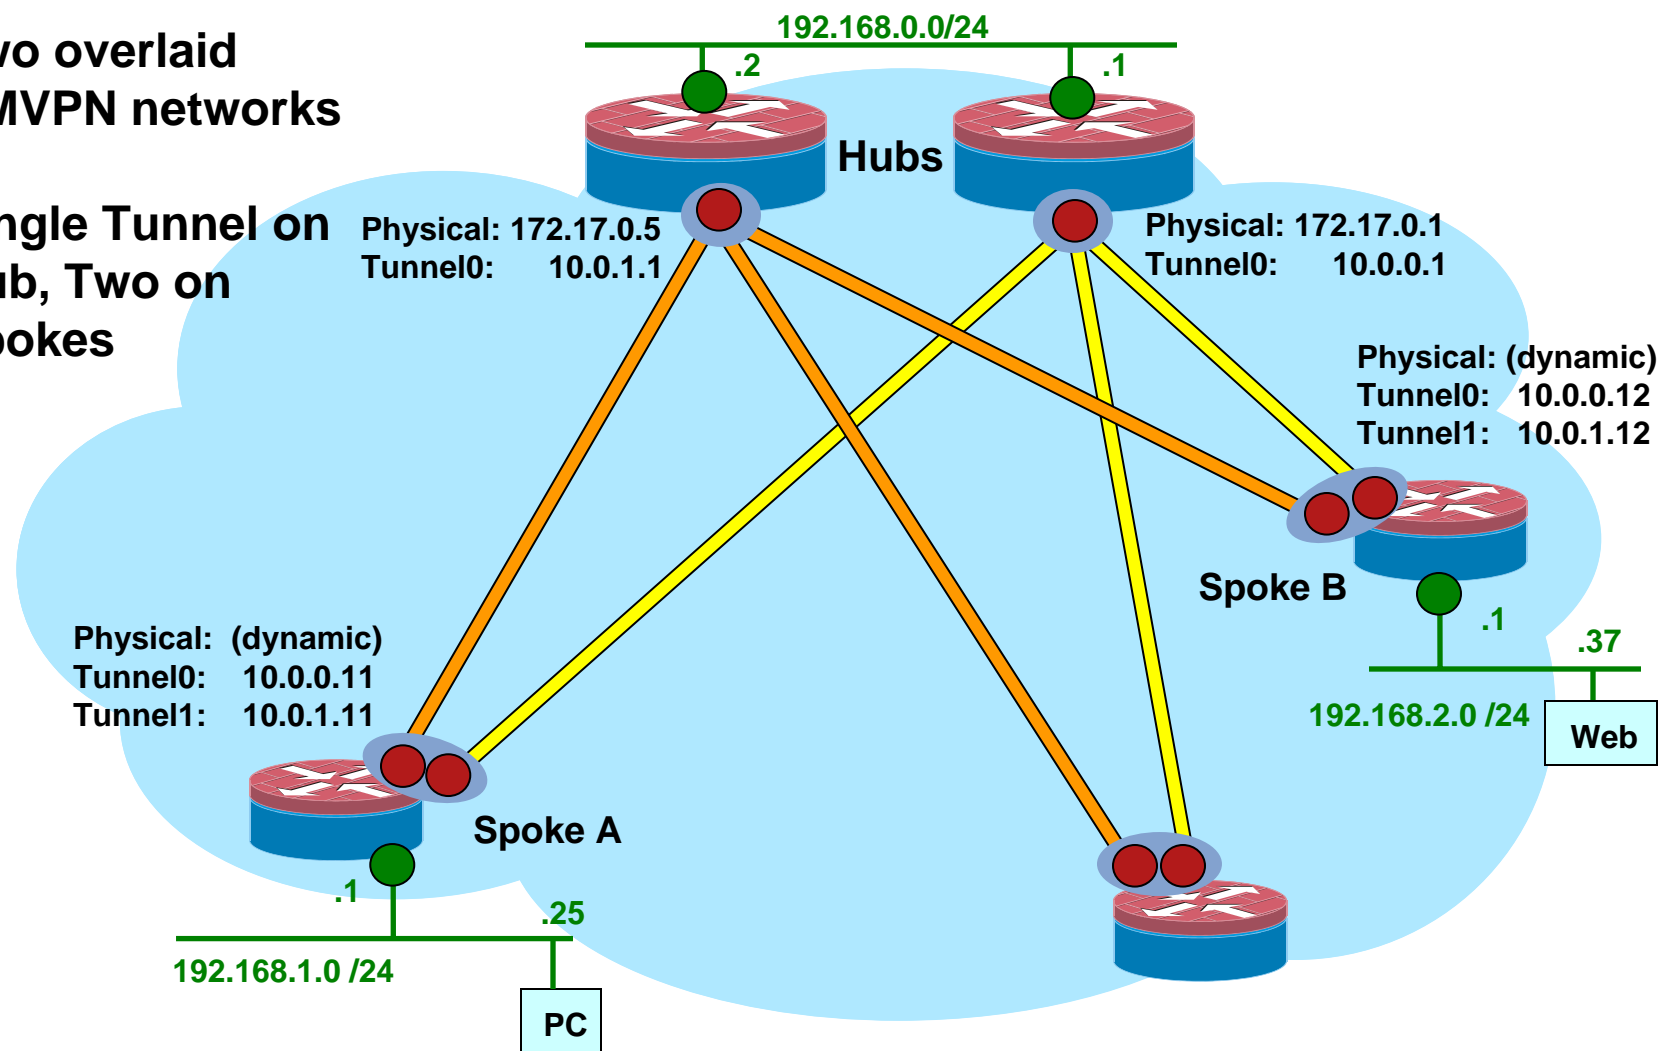 wo overlaid
MVPN networks
ngle Tunnel on
ub, Two on
pokes
192.168.0.0/24
.2
.1
Hubs
Physical: 172.17.0.5
Tunnel0: 10.0.1.1
Physical: 172.17.0.1
Tunnel0: 10.0.0.1
Physical: (dynamic)
Tunnel0: 10.0.0.12
Tunnel1: 10.0.1.12
Spoke B
.1
.37
192.168.2.0 /24
Web
Physical: (dynamic)
Tunnel0: 10.0.0.11
Tunnel1: 10.0.1.11
Spoke A
.1
.25
192.168.1.0 /24
PC